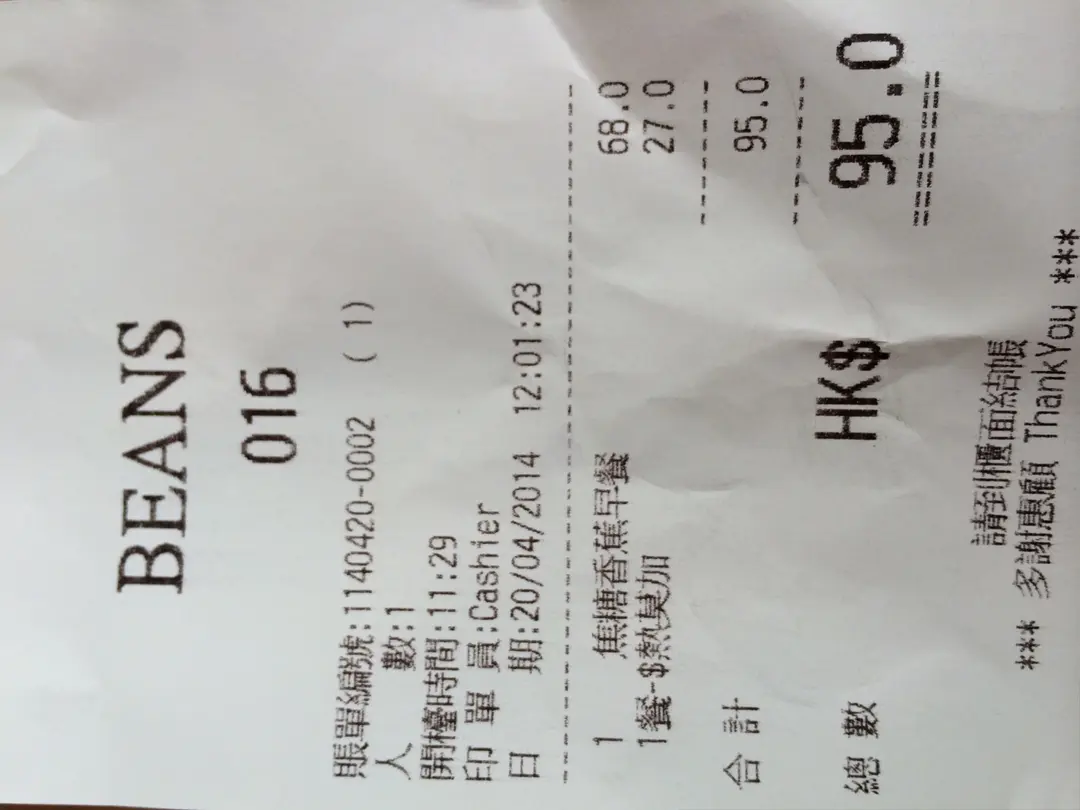 BEANS
016
賬單編號:1140420-0002 ( 1)
人 數:1
開檯時間:11:29
印 單 員:Cashier
日 期:20/04/2014 12:01:23
1 焦糖香蕉早餐 68.0
1餐-$熱莫加 27.0
合 計 95.0
總 數 HK$ 95.0
請到櫃面結帳
*** 多謝惠顧 ThankYou ***